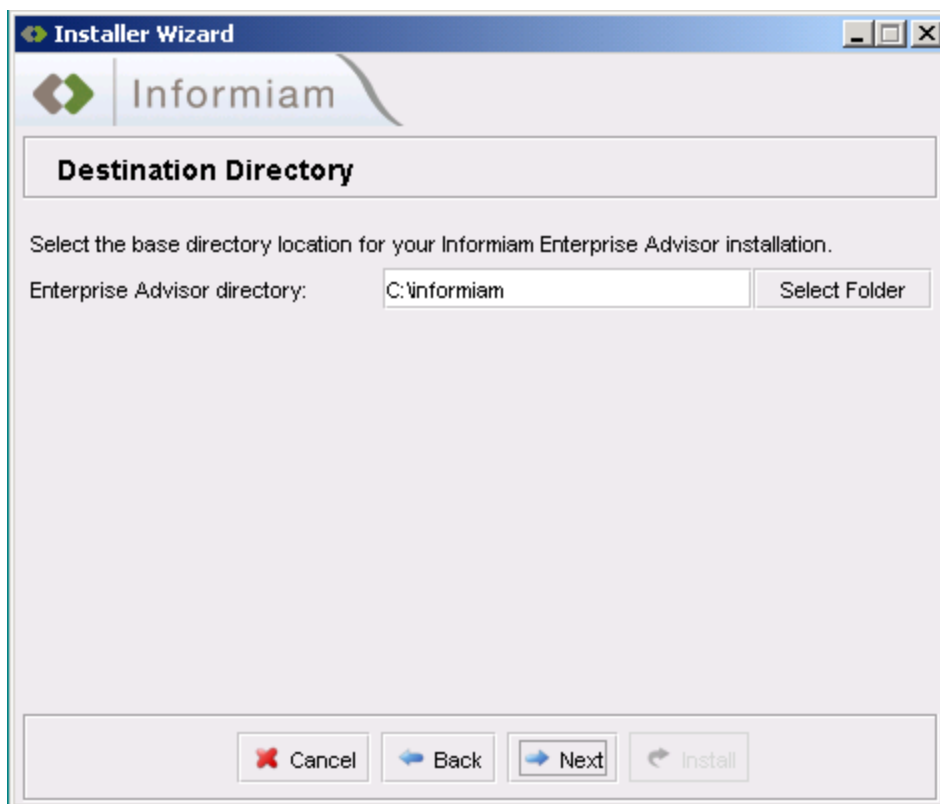 Installer Wizard
Informiam
Destination Directory
Select the base directory location for your Informiam Enterprise Advisor installation.
Enterprise Advisor directory: C:\informiam Select Folder
Cancel Back Next Install